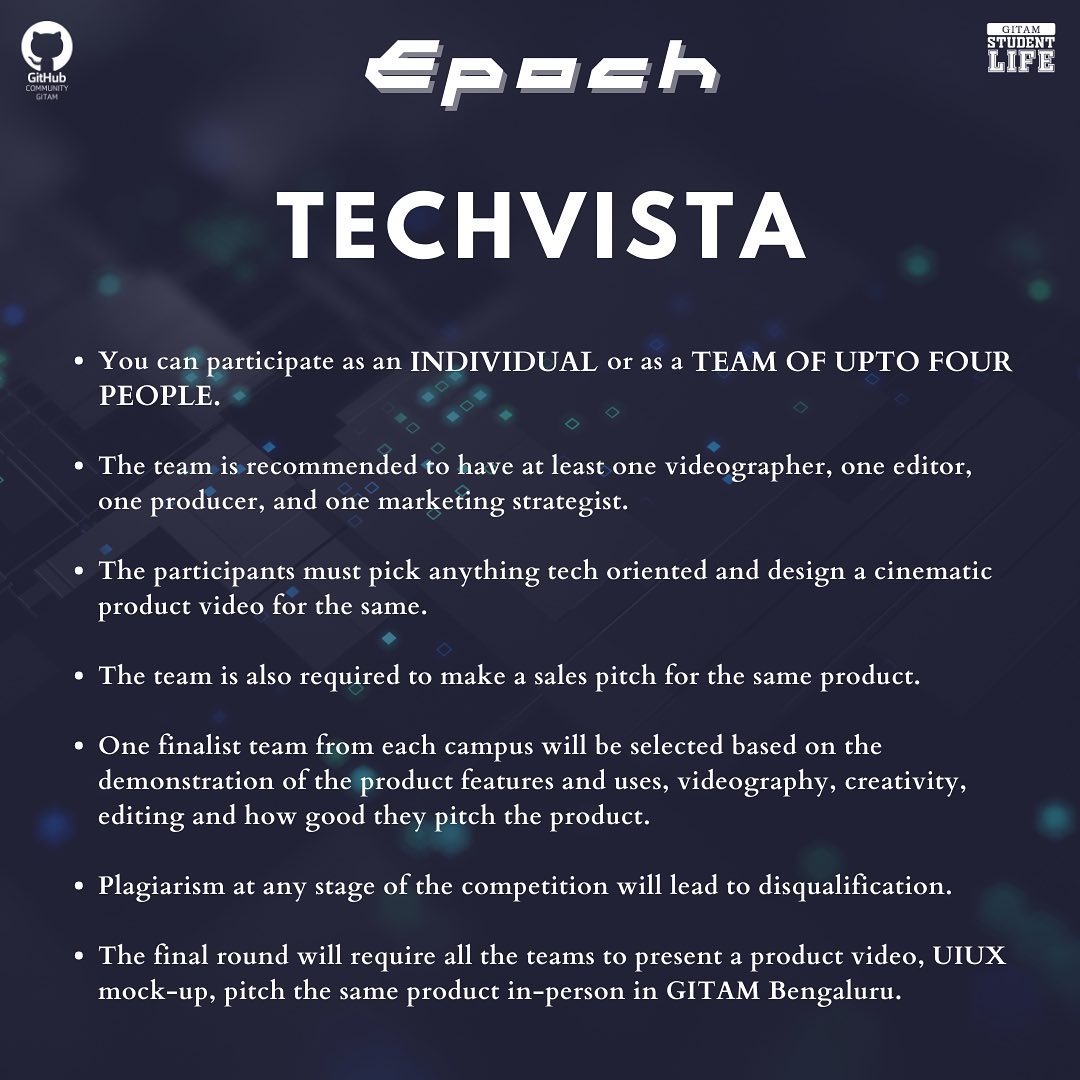 GitHub
COMMUNITY
GITAM
Epoch
GITAM
STUDENT
LIFE
TECHVISTA
• You can participate as an INDIVIDUAL or as a TEAM OF UPTO FOUR
PEOPLE.
• The team is recommended to have at least one videographer, one editor,
one producer, and one marketing strategist.
• The participants must pick anything tech oriented and design a cinematic
product video for the same.
• The team is also required to make a sales pitch for the same product.
• One finalist team from each campus will be selected based on the
demonstration of the product features and uses, videography, creativity,
editing and how good they pitch the product.
• Plagiarism at any stage of the competition will lead to disqualification.
• The final round will require all the teams to present a product video, UIUX
mock-up, pitch the same product in-person in GITAM Bengaluru.